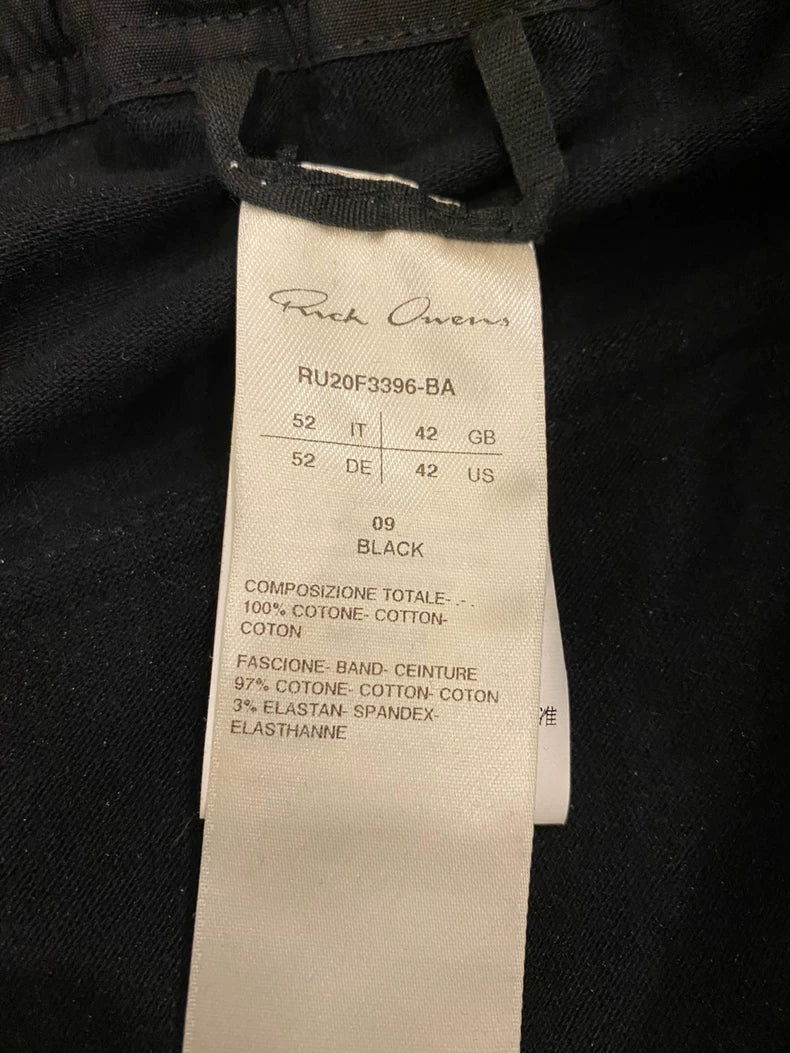 Rick Owens
RU20F3396-BA
52 IT 42 GB
52 DE 42 US
09
BLACK
COMPOSIZIONE TOTALE- .- .
100% COTONE- COTTON-
COTON
FASCIONE- BAND- CEINTURE
97% COTONE- COTTON- COTON
3% ELASTAN- SPANDEX-
ELASTHANNE
准